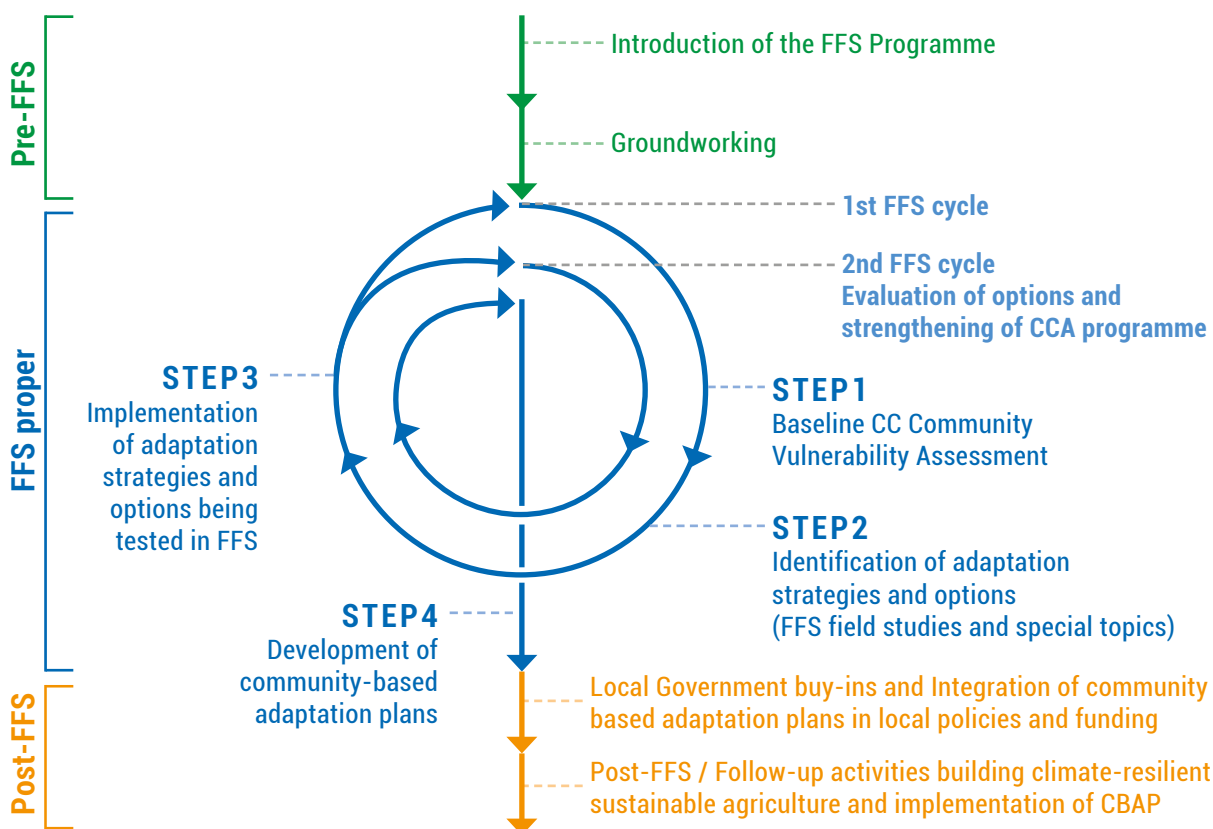 Pre-FFS
Introduction of the FFS Programme
Groundworking
FFS proper
1st FFS cycle
2nd FFS cycle
Evaluation of options and
strengthening of CCA programme
STEP1
Baseline CC Community
Vulnerability Assessment
STEP2
Identification of adaptation
strategies and options
(FFS field studies and special topics)
STEP3
Implementation
of adaptation
strategies and
options being
tested in FFS
STEP4
Development of
community-based
adaptation plans
Post-FFS
Local Government buy-ins and Integration of community
based adaptation plans in local policies and funding
Post-FFS / Follow-up activities building climate-resilient
sustainable agriculture and implementation of CBAP